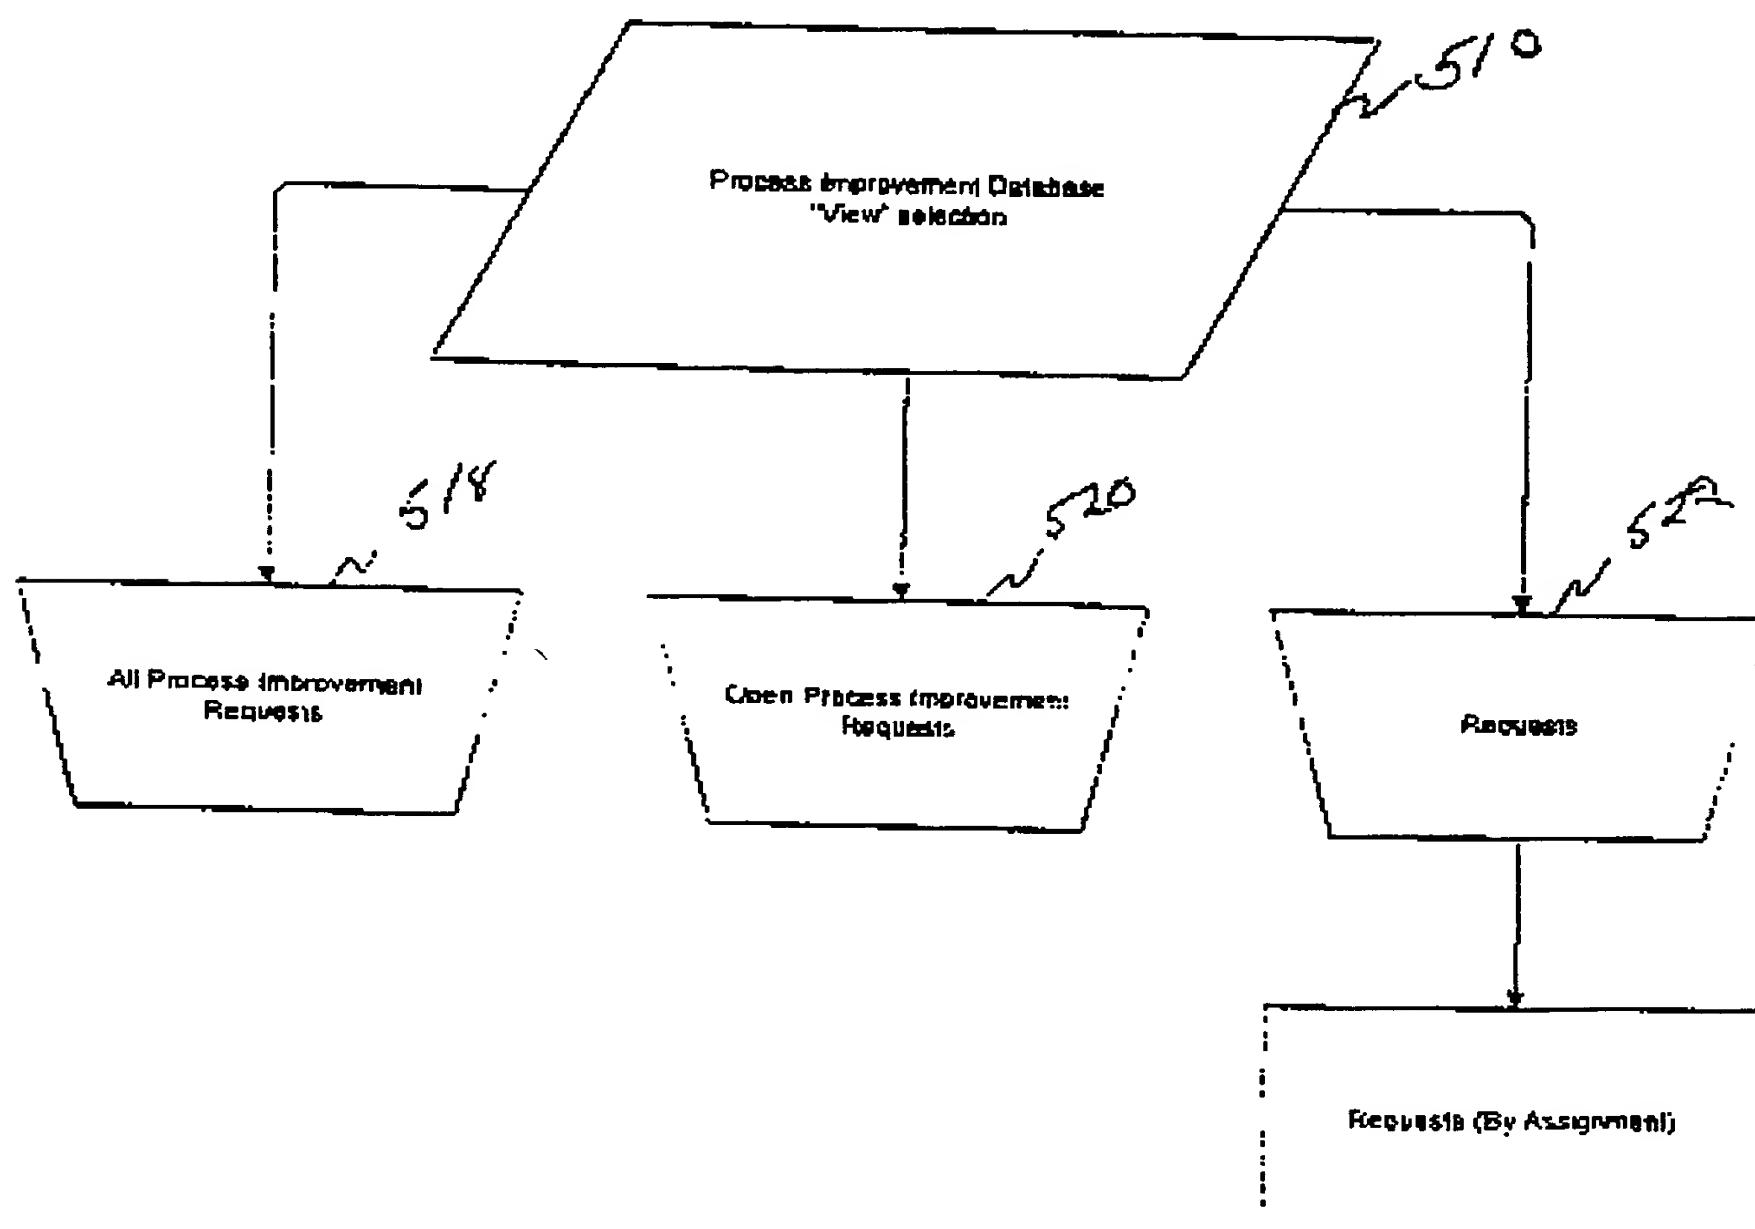 510
Process Improvement Database
"View" selection
518
520
522
All Process Improvement
Requests
Open Process Improvement
Requests
Requests
Requests (By Assignment)